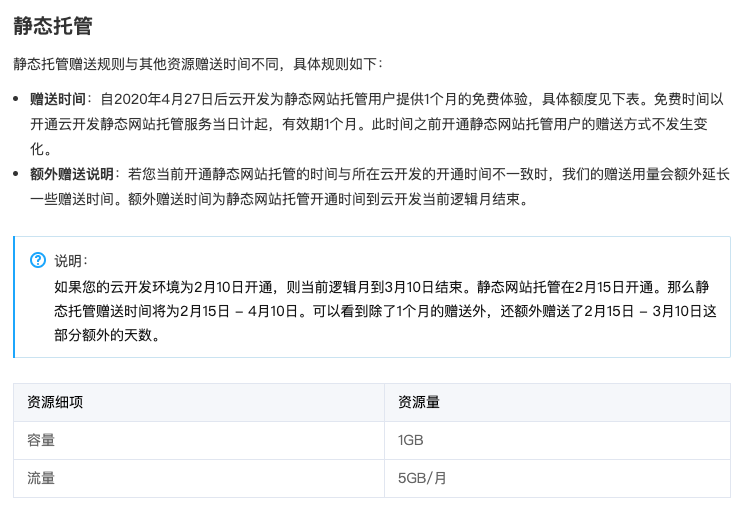 静态托管
静态托管赠送规则与其他资源赠送时间不同，具体规则如下：
• 赠送时间：自2020年4月27日后云开发为静态网站托管用户提供1个月的免费体验，具体额度见下表。免费时间以
开通云开发静态网站托管服务当日计起，有效期1个月。此时间之前开通静态网站托管用户的赠送方式不发生变
化。
• 额外赠送说明：若您当前开通静态网站托管的时间与所在云开发的开通时间不一致时，我们的赠送用量会额外延长
一些赠送时间。额外赠送时间为静态网站托管开通时间到云开发当前逻辑月结束。
说明：
如果您的云开发环境为2月10日开通，则当前逻辑月到3月10日结束。静态网站托管在2月15日开通。那么静
态托管赠送时间将为2月15日 – 4月10日。可以看到除了1个月的赠送外，还额外赠送了2月15日 – 3月10日这
部分额外的天数。
资源细项 资源量
容量 1GB
流量 5GB/月